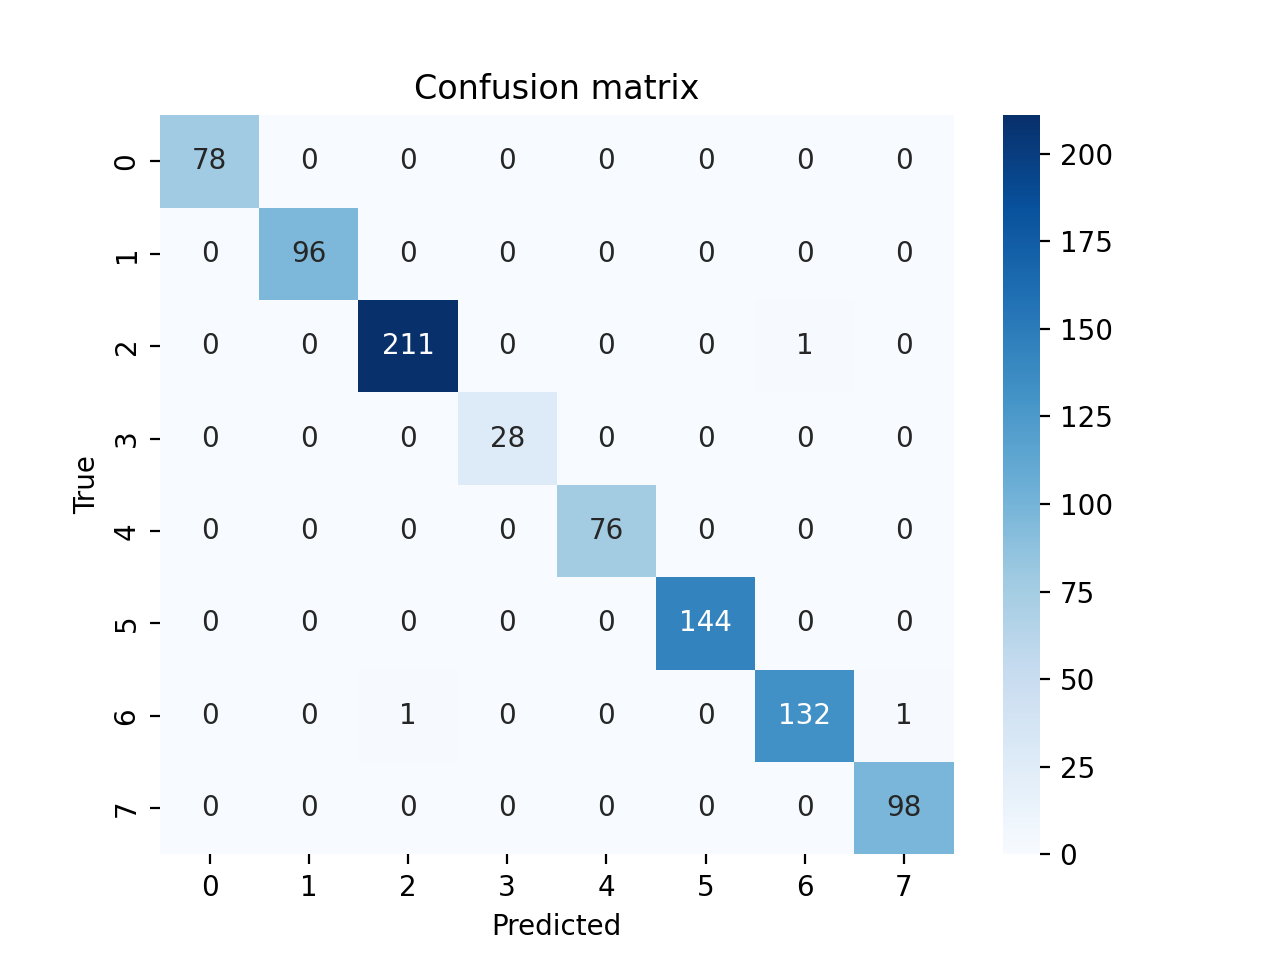 Confusion matrix
0 78 0 0 0 0 0 0 0
1 0 96 0 0 0 0 0 0
2 0 0 211 0 0 0 1 0
3 0 0 0 28 0 0 0 0
4 0 0 0 0 76 0 0 0
5 0 0 0 0 0 144 0 0
6 0 0 1 0 0 0 132 1
7 0 0 0 0 0 0 0 98
True
0 1 2 3 4 5 6 7
Predicted
200
175
150
125
100
75
50
25
0